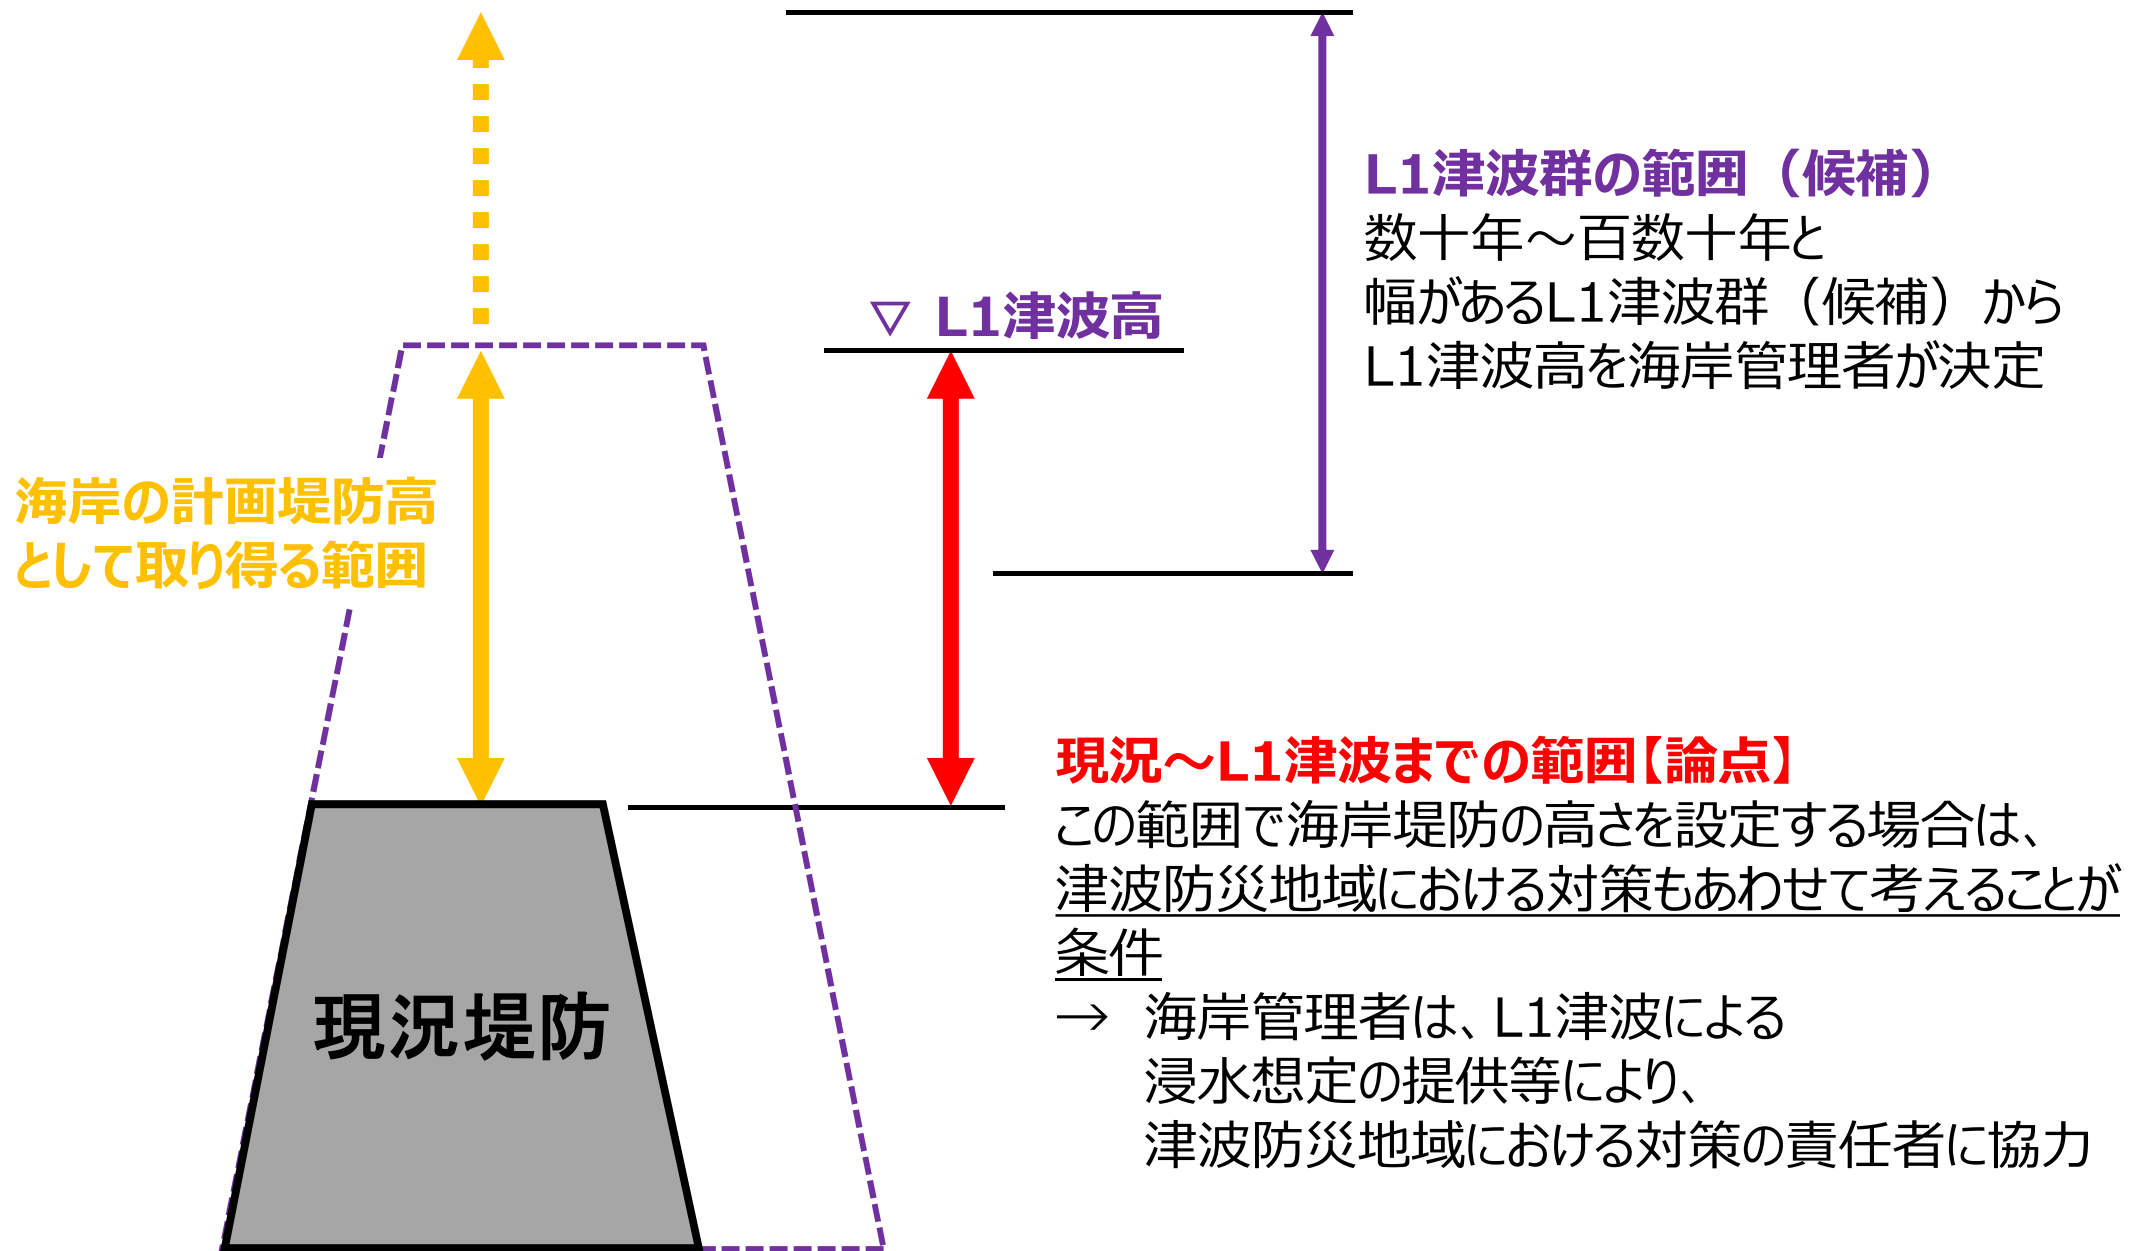 L1津波群の範囲（候補）
数十年～百数十年と
幅があるL1津波群（候補）から
L1津波高を海岸管理者が決定
▽ L1津波高
海岸の計画堤防高
として取り得る範囲
現況～L1津波までの範囲【論点】
この範囲で海岸堤防の高さを設定する場合は、
津波防災地域における対策もあわせて考えることが
条件
→ 海岸管理者は、L1津波による
浸水想定の提供等により、
津波防災地域における対策の責任者に協力
現況堤防